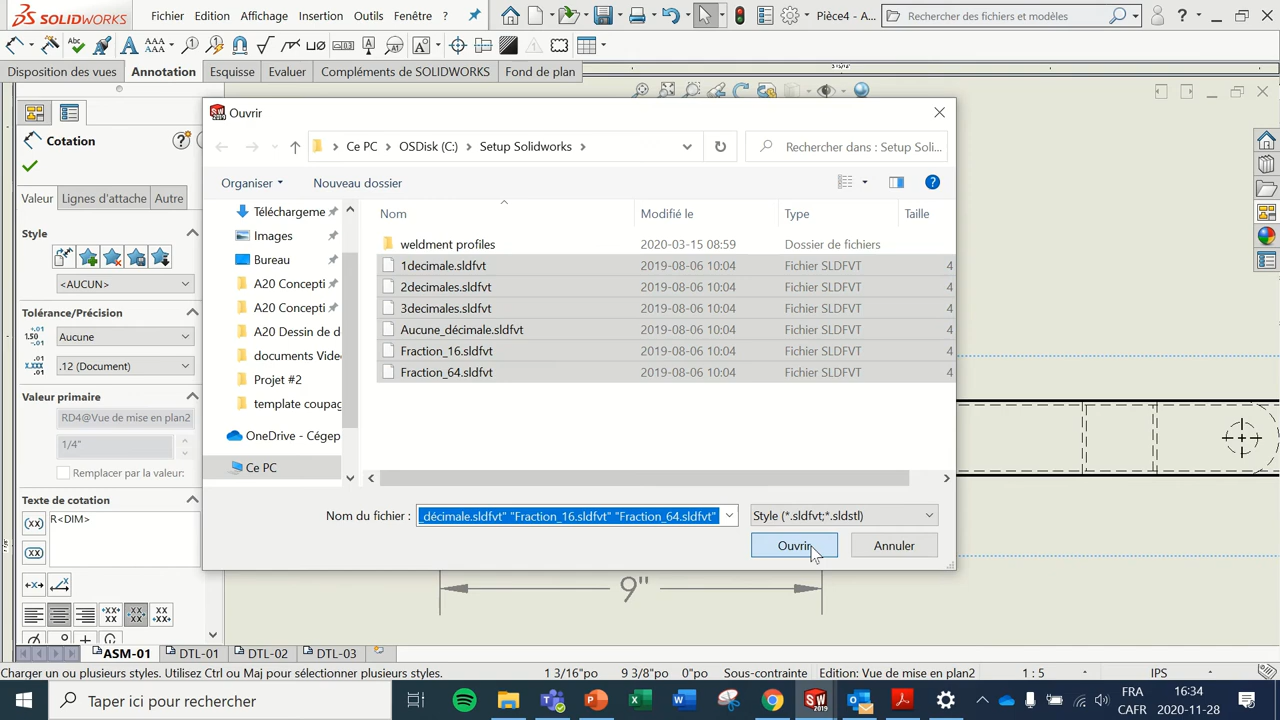 SOLIDWORKS
Fichier Edition Affichage Insertion Outils Fenêtre ?
Pièce4 - A...
Rechercher des fichiers et modèles
?
Disposition des vues Annotation Esquisse Evaluer Compléments de SOLIDWORKS Fond de plan
Cotation
Valeur Lignes d'attache Autre
Style
<AUCUN>
Tolérance/Précision
Aucune
.12 (Document)
Valeur primaire
RD4@Vue de mise en plan2
1/4"
Remplacer par la valeur:
Texte de cotation
R<DIM>
Ouvrir
Ce PC > OSDisk (C:) > Setup Solidworks >
Rechercher dans : Setup Soli...
Organiser Nouveau dossier
Téléchargeme
Images
Bureau
A20 Concepti
A20 Concepti
A20 Dessin de d
documents Vide
Projet #2
template coupag
OneDrive - Cégep
Ce PC
Nom Modifié le Type Taille
weldment profiles 2020-03-15 08:59 Dossier de fichiers
1decimale.sldfvt 2019-08-06 10:04 Fichier SLDFVT 4
2decimales.sldfvt 2019-08-06 10:04 Fichier SLDFVT 4
3decimales.sldfvt 2019-08-06 10:04 Fichier SLDFVT 4
Aucune_décimale.sldfvt 2019-08-06 10:04 Fichier SLDFVT 4
Fraction_16.sldfvt 2019-08-06 10:04 Fichier SLDFVT 4
Fraction_64.sldfvt 2019-08-06 10:04 Fichier SLDFVT 4
Nom du fichier : _décimale.sldfvt" "Fraction_16.sldfvt" "Fraction_64.sldfvt" Style (*.sldfvt;*.sldstl)
Ouvrir Annuler
9"
ASM-01 DTL-01 DTL-02 DTL-03
Charger un ou plusieurs styles. Utilisez Ctrl ou Maj pour sélectionner plusieurs styles. 1 3/16"po 9 3/8"po 0"po Sous-contrainte Edition: Vue de mise en plan2 1 : 5 IPS
Taper ici pour rechercher
FRA
CAFR
16:34
2020-11-28